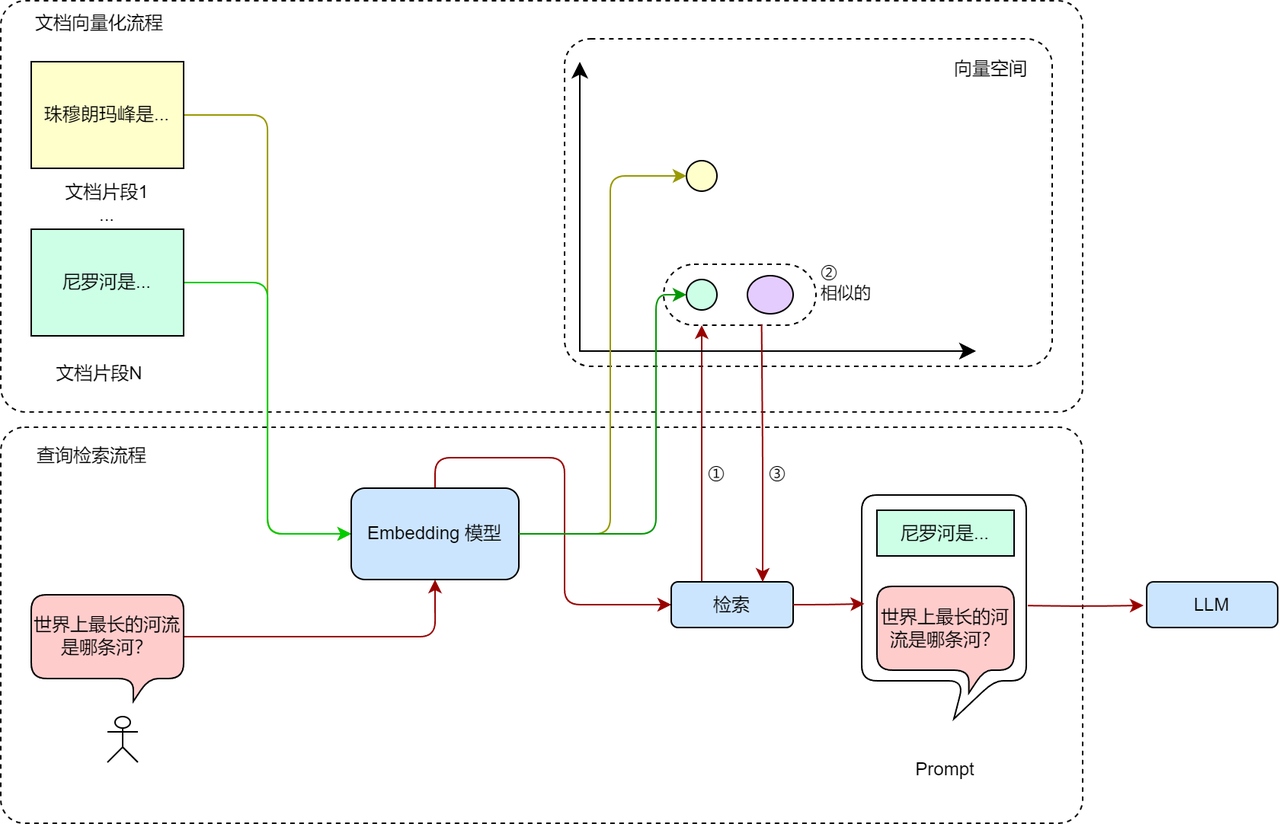 文档向量化流程
向量空间
珠穆朗玛峰是...
文档片段1
...
尼罗河是...
文档片段N
②
相似的
查询检索流程
①
③
Embedding 模型
世界上最长的河流
是哪条河?
检索
尼罗河是...
世界上最长的河
流是哪条河?
LLM
Prompt